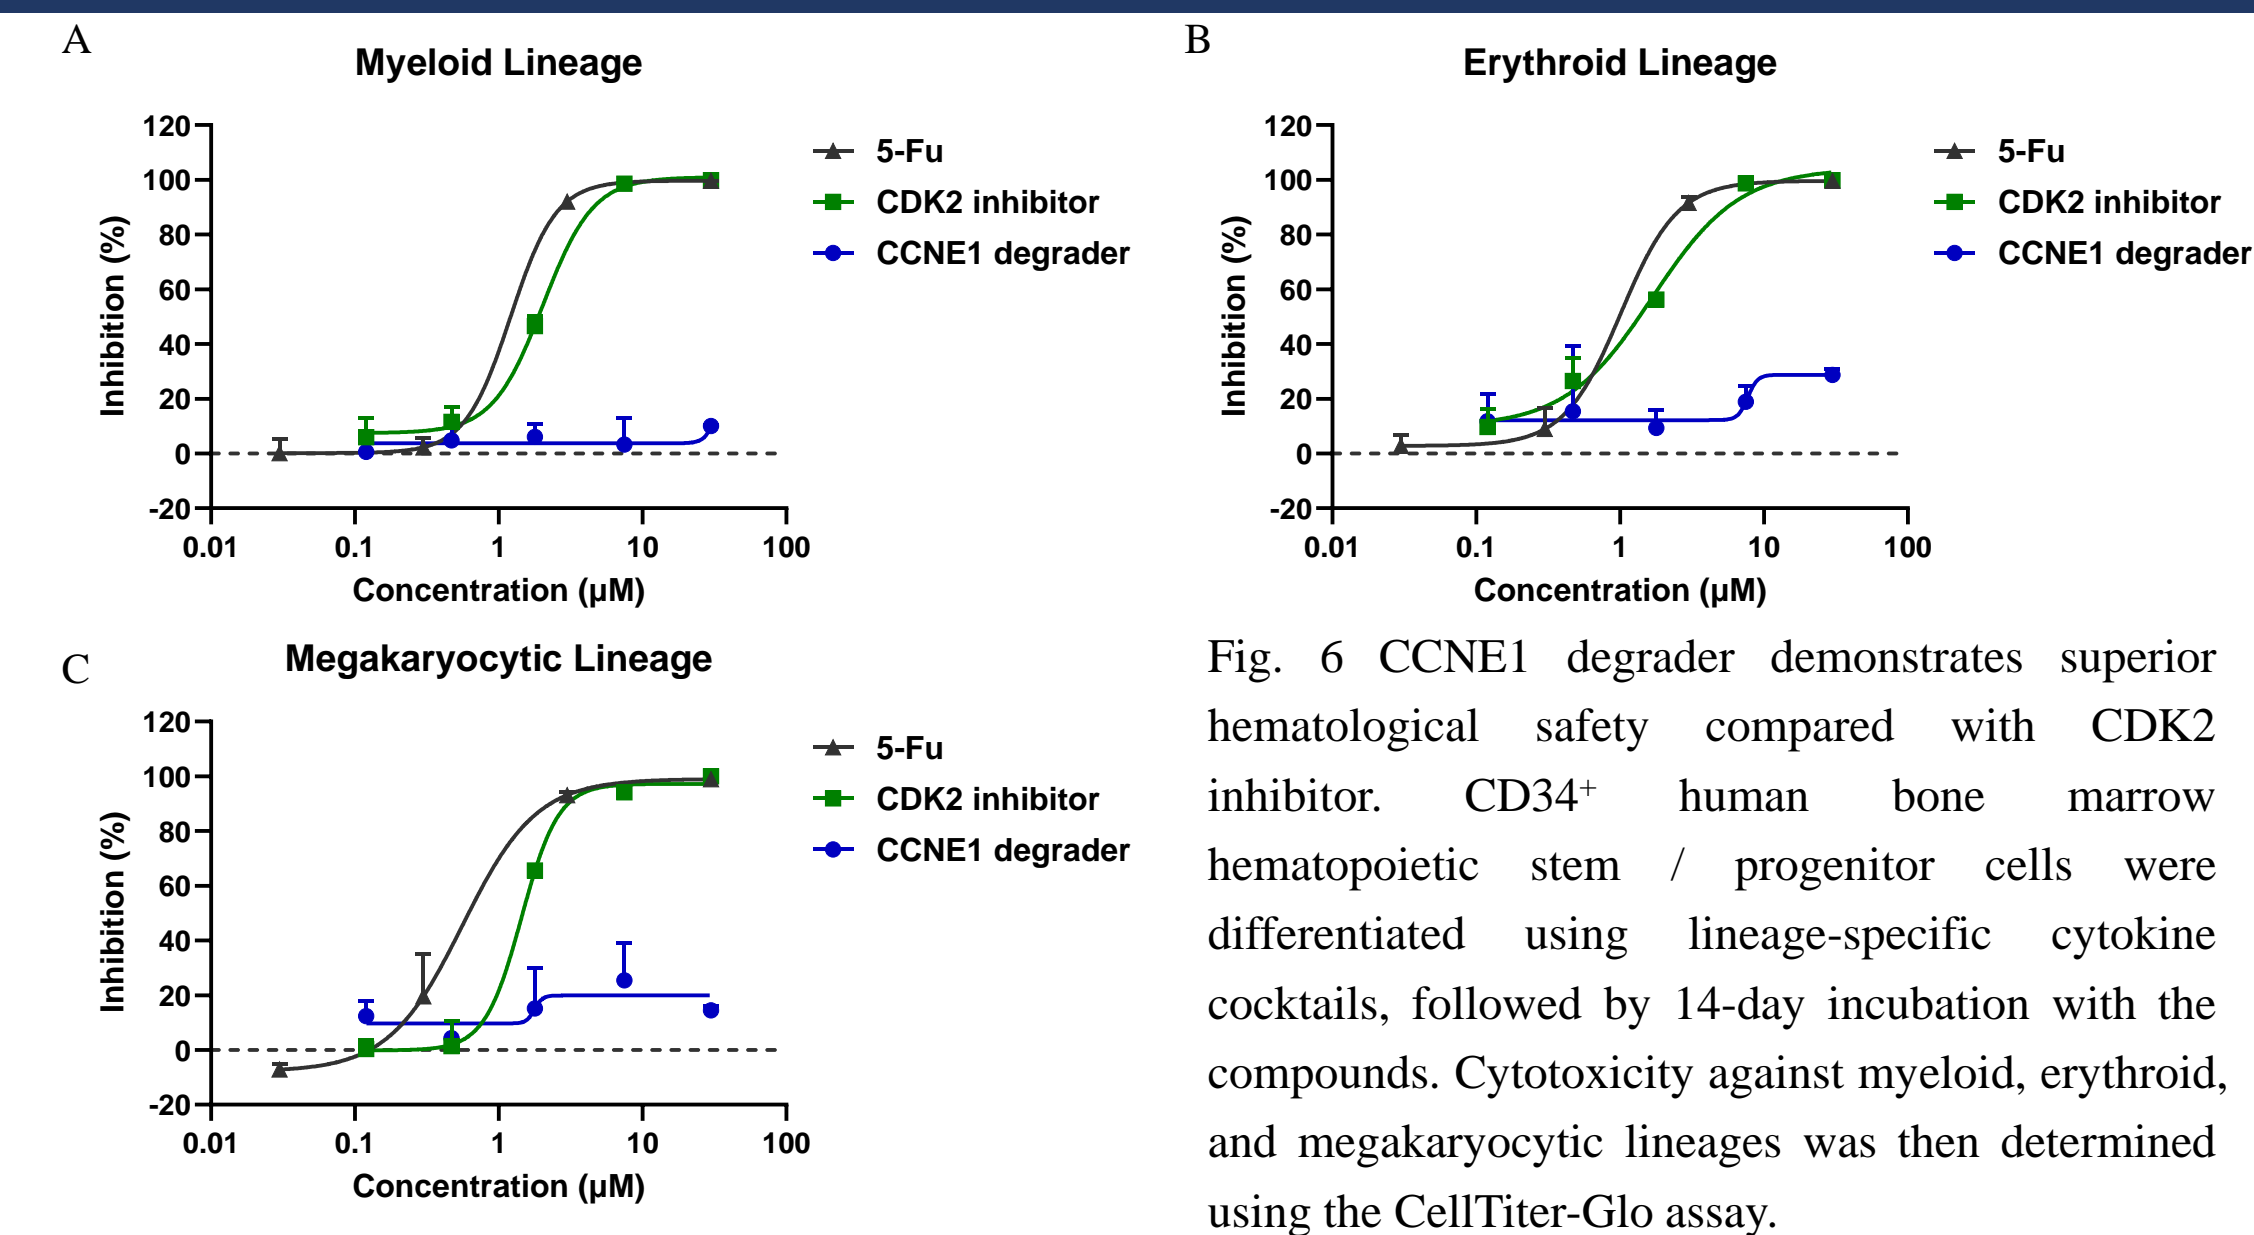 A
Myeloid Lineage
120
100
80
60
40
20
0
-20
Inhibition (%)
0.01 0.1 1 10 100
Concentration (μM)
5-Fu
CDK2 inhibitor
CCNE1 degrader
B
Erythroid Lineage
120
100
80
60
40
20
0
-20
Inhibition (%)
0.01 0.1 1 10 100
Concentration (μM)
5-Fu
CDK2 inhibitor
CCNE1 degrader
C
Megakaryocytic Lineage
120
100
80
60
40
20
0
-20
Inhibition (%)
0.01 0.1 1 10 100
Concentration (μM)
5-Fu
CDK2 inhibitor
CCNE1 degrader
Fig. 6 CCNE1 degrader demonstrates superior
hematological safety compared with CDK2
inhibitor. CD34⁺ human bone marrow
hematopoietic stem / progenitor cells were
differentiated using lineage-specific cytokine
cocktails, followed by 14-day incubation with the
compounds. Cytotoxicity against myeloid, erythroid,
and megakaryocytic lineages was then determined
using the CellTiter-Glo assay.